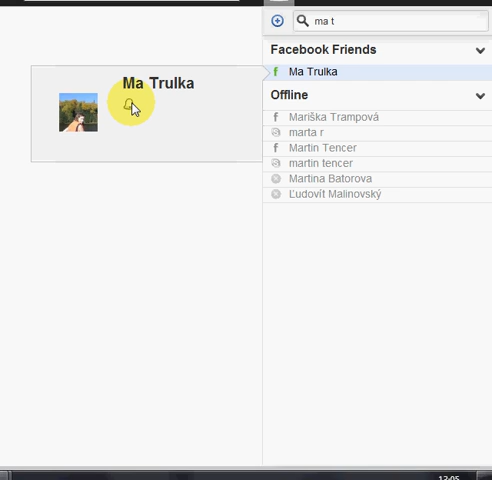 ma t
Facebook Friends
Ma Trulka
Ma Trulka
Offline
Mariška Trampová
marta r
Martin Tencer
martin tencer
Martina Batorova
Ľudovít Malinovský